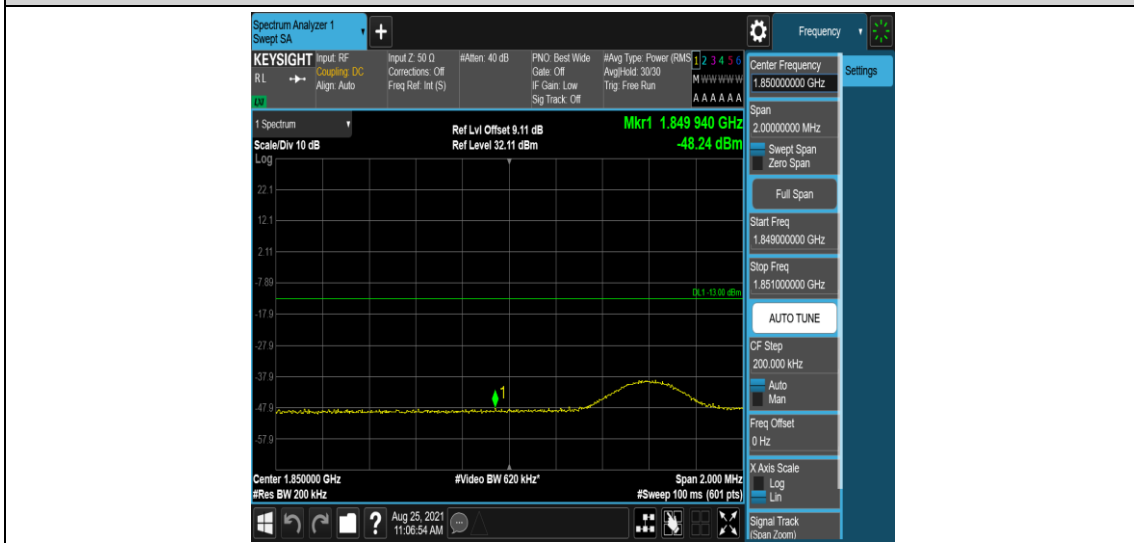 Spectrum Analyzer 1
Swept SA
+
Frequency
KEYSIGHT
RL
LXI
Input: RF
Coupling: DC
Align: Auto
Input Z: 50 Ω
Corrections: Off
Freq Ref: Int (S)
#Atten: 40 dB
PNO: Best Wide
Gate: Off
IF Gain: Low
Sig Track: Off
#Avg Type: Power (RMS
Avg|Hold: 30/30
Trig: Free Run
1 2 3 4 5 6
M W W W W W
A A A A A A
1 Spectrum
Scale/Div 10 dB
Log
Ref Lvl Offset 9.11 dB
Ref Level 32.11 dBm
Mkr1 1.849 940 GHz
-48.24 dBm
22.1
12.1
2.11
-7.89
DL1 -13.00 dBm
-17.9
-27.9
-37.9
1
-47.9
-57.9
Center 1.850000 GHz
#Res BW 200 kHz
#Video BW 620 kHz*
Span 2.000 MHz
#Sweep 100 ms (601 pts)
?
Aug 25, 2021
11:06:54 AM
Center Frequency
1.850000000 GHz
Settings
Span
2.00000000 MHz
Swept Span
Zero Span
Full Span
Start Freq
1.849000000 GHz
Stop Freq
1.851000000 GHz
AUTO TUNE
CF Step
200.000 kHz
Auto
Man
Freq Offset
0 Hz
X Axis Scale
Log
Lin
Signal Track
(Span Zoom)